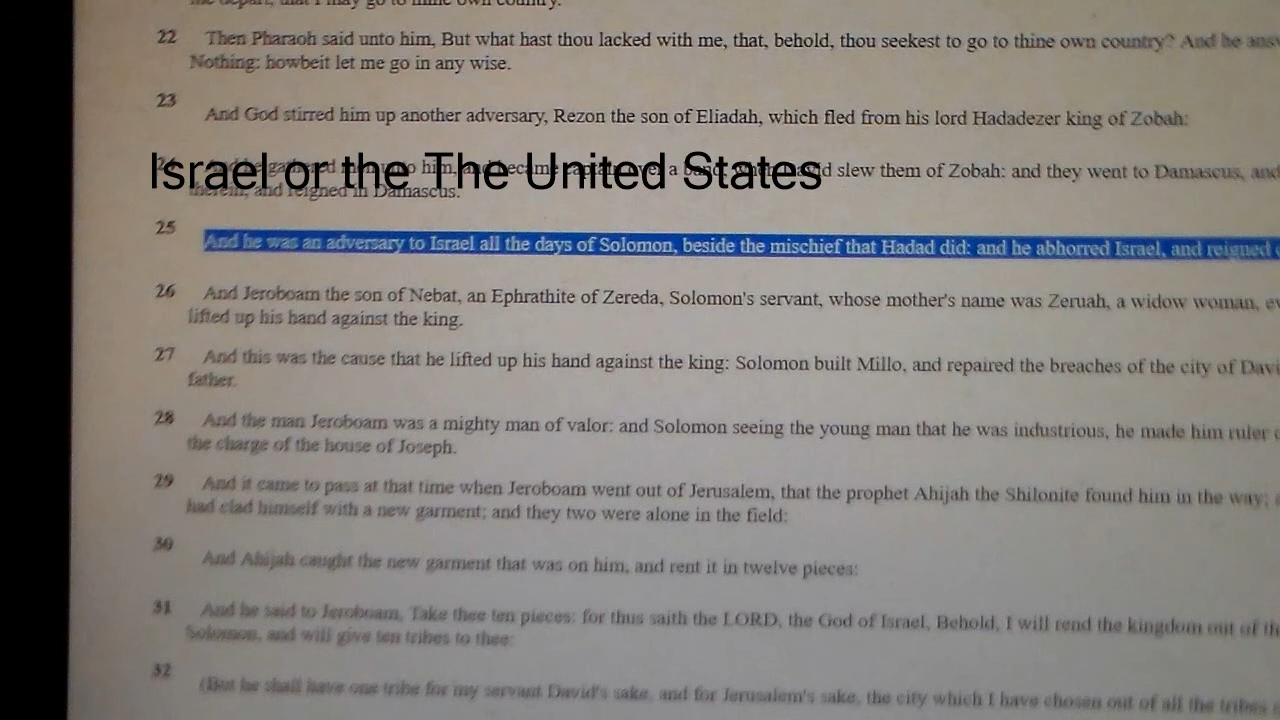 me depart, that I may go to mine own country.
22 Then Pharaoh said unto him, But what hast thou lacked with me, that, behold, thou seekest to go to thine own country? And he
Nothing: howbeit let me go in any wise.
23 And God stirred him up another adversary, Rezon the son of Eliadah, which fled from his lord Hadadezer king of Zobah:
24 And he gathered unto him, and became captain over a band, when David slew them of Zobah: and they went to Damascus, and
Israel or the The United States
therein, and reigned in Damascus.
25 And he was an adversary to Israel all the days of Solomon, beside the mischief that Hadad did: and he abhorred Israel, and reigned
26 And Jeroboam the son of Nebat, an Ephrathite of Zereda, Solomon's servant, whose mother's name was Zeruah, a widow woman,
lifted up his hand against the king.
27 And this was the cause that he lifted up his hand against the king: Solomon built Millo, and repaired the breaches of the city of
father.
28 And the man Jeroboam was a mighty man of valor: and Solomon seeing the young man that he was industrious, he made him ruler
the charge of the house of Joseph.
29 And it came to pass at that time when Jeroboam went out of Jerusalem, that the prophet Ahijah the Shilonite found him in the way;
had clad himself with a new garment; and they two were alone in the field:
30 And Ahijah caught the new garment that was on him, and rent it in twelve pieces:
31 And he said to Jeroboam, Take thee ten pieces: for thus saith the LORD, the God of Israel, Behold, I will rend the kingdom out of
Solomon, and will give ten tribes to thee:
32 (But he shall have one tribe for my servant David's sake, and for Jerusalem's sake, the city which I have chosen out of all the tribes